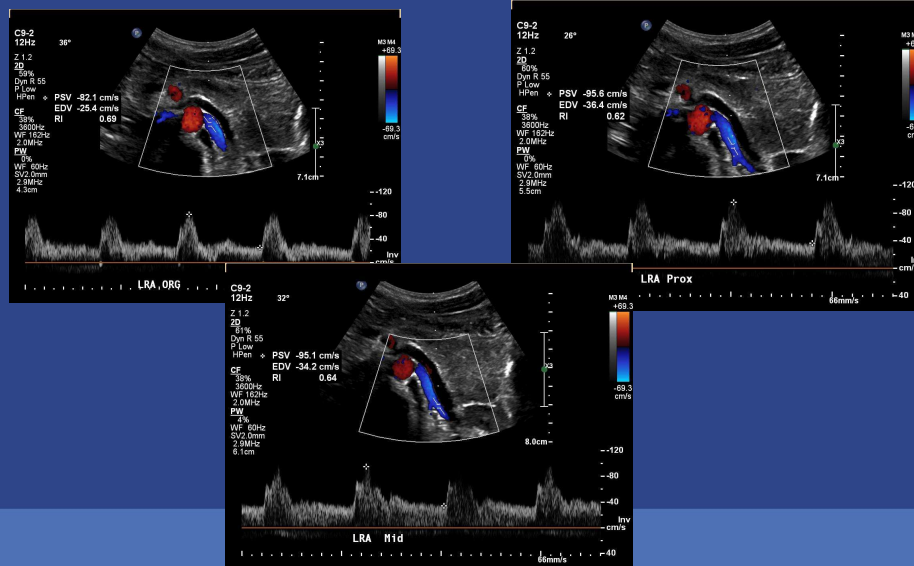 C9-2
12Hz
36°
Z 1.2
2D
59%
Dyn R 55
P Low
HPen
PSV -82.1 cm/s
EDV -25.4 cm/s
RI 0.69
CF
38%
3600Hz
WF 162Hz
2.0MHz
PW
0%
WF 60Hz
SV2.0mm
2.9MHz
4.3cm
M3 M4
+69.3
-69.3
cm/s
x3
7.1cm
P
-120
-80
-40
Inv
cm/s
LRA,ORG
C9-2
12Hz
26°
Z 1.2
2D
60%
Dyn R 55
P Low
HPen
PSV -95.6 cm/s
EDV -36.4 cm/s
RI 0.62
CF
38%
3600Hz
WF 162Hz
2.0MHz
PW
0%
WF 60Hz
SV2.0mm
2.9MHz
5.5cm
M3 M
+69.
-69.3
cm/s
x3
7.1cm
P
-120
-80
-40
Inv
cm/
40
LRA Prox
66mm/s
C9-2
12Hz
32°
Z 1.2
2D
61%
Dyn R 55
P Low
HPen
PSV -95.1 cm/s
EDV -34.2 cm/s
RI 0.64
CF
38%
3600Hz
WF 162Hz
2.0MHz
PW
4%
WF 60Hz
SV2.0mm
2.9MHz
6.1cm
M3 M4
+69.3
-69.3
cm/s
x3
8.0cm
P
-120
-80
-40
Inv
cm/s
40
LRA Mid
66mm/s